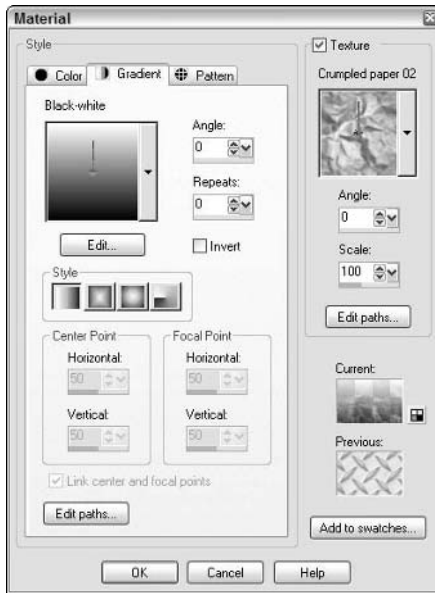 Material
Style
Color
Gradient
Pattern
Black-white
Angle:
0
Repeats:
0
Edit...
Invert
Style
Center Point
Horizontal:
50
Vertical:
50
Focal Point
Horizontal:
50
Vertical:
50
Link center and focal points
Edit paths...
Texture
Crumpled paper 02
Angle:
0
Scale:
100
Edit paths...
Current:
Previous:
Add to swatches...
OK
Cancel
Help